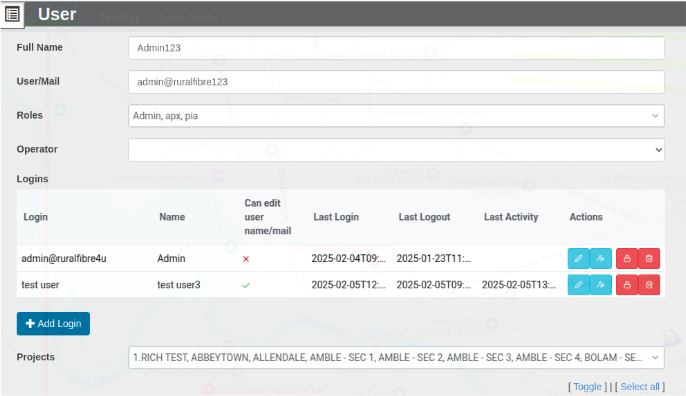 User
Full Name
Admin123
User/Mail
admin@ruralfibre123
Roles
Admin, apx, pia
Operator
Logins
Login Name Can edit user name/mail Last Login Last Logout Last Activity Actions
admin@ruralfibre4u Admin 2025-02-04T09:... 2025-01-23T11:...
test user test user3 2025-02-05T12:... 2025-02-05T09:... 2025-02-05T13:...
+ Add Login
Projects
1.RICH TEST, ABBEYTOWN, ALLENDALE, AMBLE - SEC 1, AMBLE - SEC 2, AMBLE - SEC 3, AMBLE - SEC 4, BOLAM - SE...
[ Toggle ] | [ Select all ]